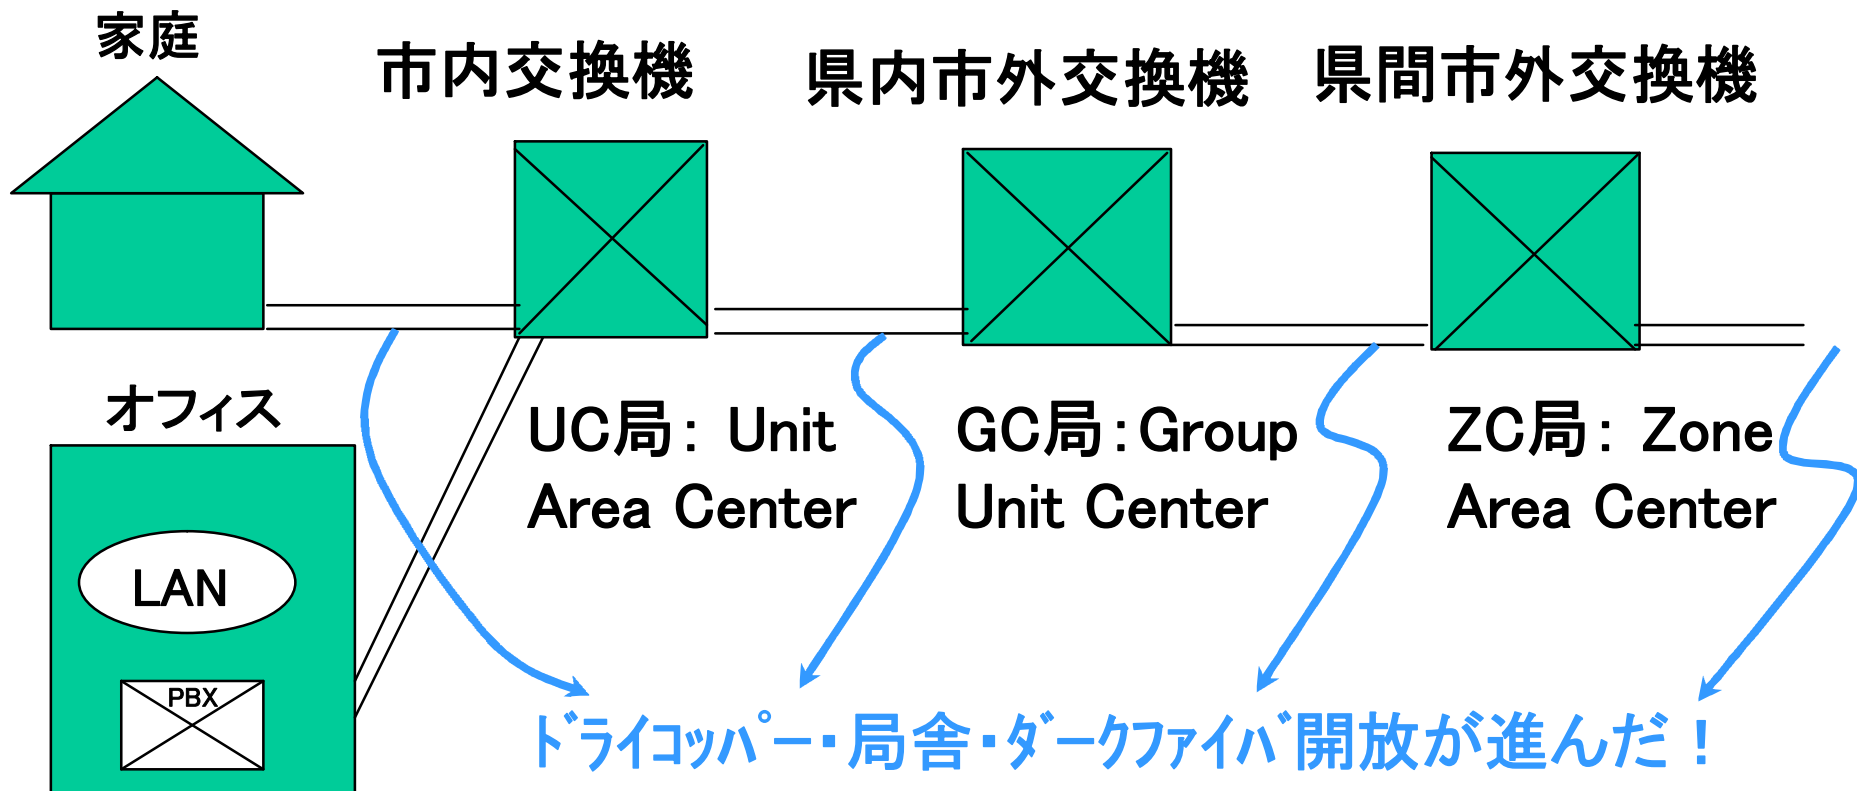 家庭
市内交換機
県内市外交換機
県間市外交換機
オフィス
UC局： Unit
Area Center
GC局：Group
Unit Center
ZC局： Zone
Area Center
LAN
PBX
ﾄﾞﾗｲｺｯﾊﾟｰ・局舎・ﾀﾞｰｸﾌｧｲﾊﾞ開放が進んだ！